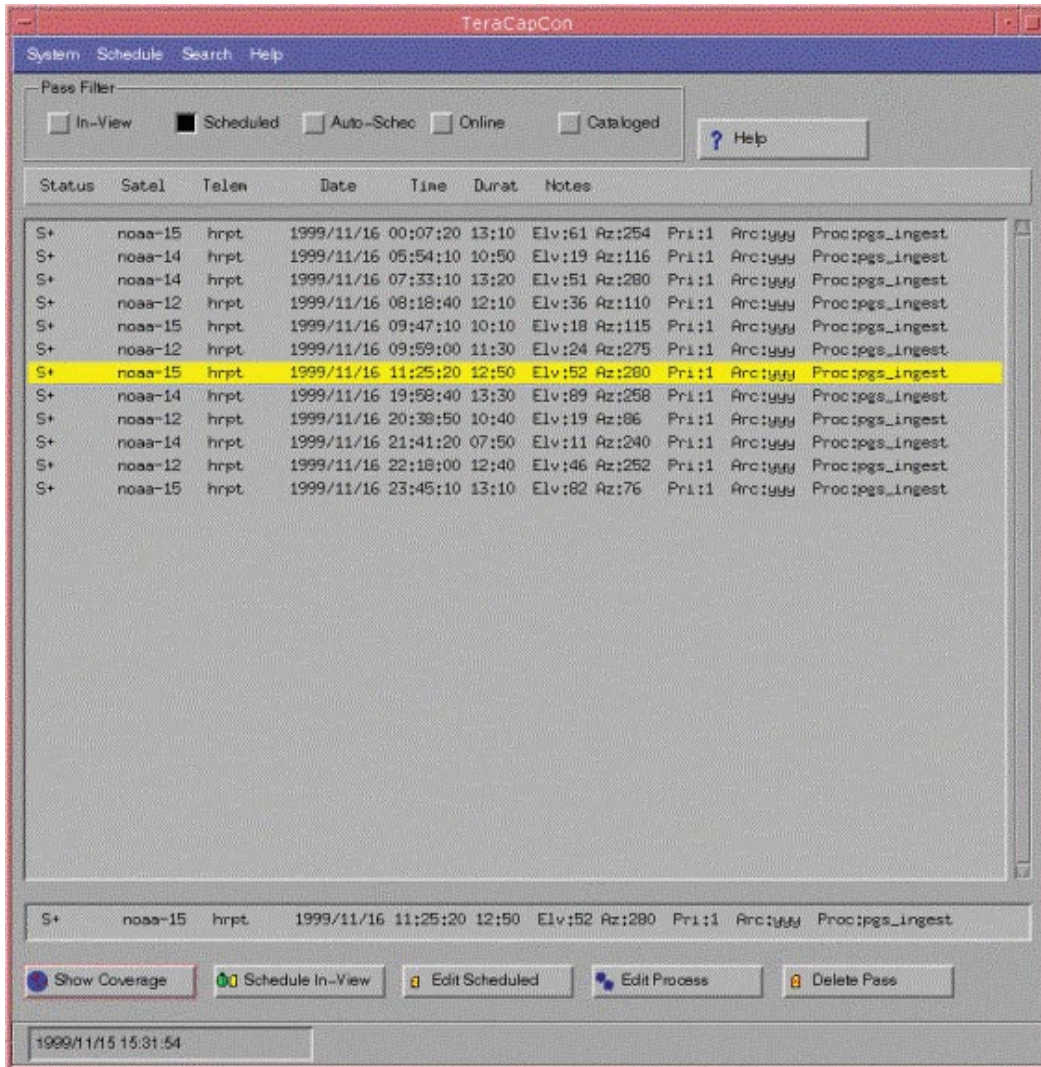 TeraCapCon
System Schedule Search Help
Pass Filter
In-View Scheduled Auto-Schec Online Cataloged
? Help
Status Satel Telem Date Time Durat Notes
S+ noaa-15 hrpt 1999/11/16 00:07:20 13:10 Elv:61 Az:254 Pri:1 Arc:yyy Proc:pgs_ingest
S+ noaa-14 hrpt 1999/11/16 05:54:10 10:50 Elv:19 Az:116 Pri:1 Arc:yyy Proc:pgs_ingest
S+ noaa-14 hrpt 1999/11/16 07:33:10 13:20 Elv:51 Az:280 Pri:1 Arc:yyy Proc:pgs_ingest
S+ noaa-12 hrpt 1999/11/16 08:18:40 12:10 Elv:36 Az:110 Pri:1 Arc:yyy Proc:pgs_ingest
S+ noaa-15 hrpt 1999/11/16 09:47:10 10:10 Elv:18 Az:115 Pri:1 Arc:yyy Proc:pgs_ingest
S+ noaa-12 hrpt 1999/11/16 09:59:00 11:30 Elv:24 Az:275 Pri:1 Arc:yyy Proc:pgs_ingest
S+ noaa-15 hrpt 1999/11/16 11:25:20 12:50 Elv:52 Az:280 Pri:1 Arc:yyy Proc:pgs_ingest
S+ noaa-14 hrpt 1999/11/16 19:58:40 13:30 Elv:89 Az:258 Pri:1 Arc:yyy Proc:pgs_ingest
S+ noaa-12 hrpt 1999/11/16 20:38:50 10:40 Elv:19 Az:86 Pri:1 Arc:yyy Proc:pgs_ingest
S+ noaa-14 hrpt 1999/11/16 21:41:20 07:50 Elv:11 Az:240 Pri:1 Arc:yyy Proc:pgs_ingest
S+ noaa-12 hrpt 1999/11/16 22:18:00 12:40 Elv:46 Az:252 Pri:1 Arc:yyy Proc:pgs_ingest
S+ noaa-15 hrpt 1999/11/16 23:45:10 13:10 Elv:82 Az:76 Pri:1 Arc:yyy Proc:pgs_ingest
S+ noaa-15 hrpt 1999/11/16 11:25:20 12:50 Elv:52 Az:280 Pri:1 Arc:yyy Proc:pgs_ingest
Show Coverage Schedule In-View Edit Scheduled Edit Process Delete Pass
1999/11/15 15:31:54